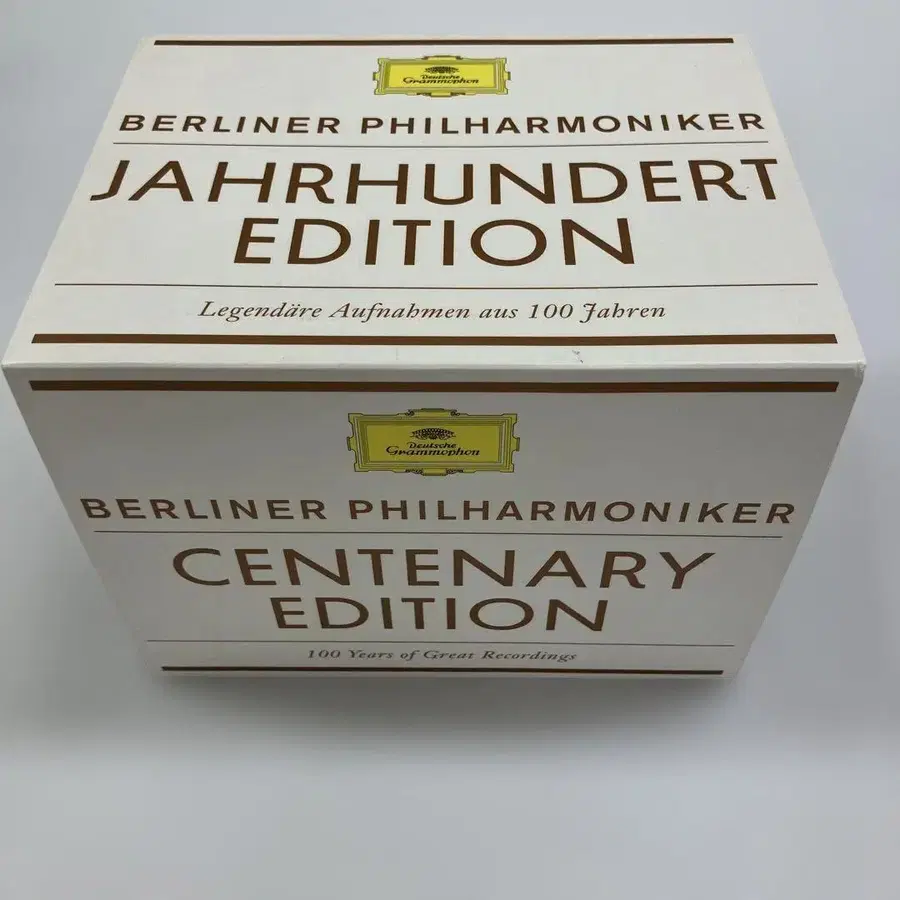 Deutsche
Grammophon
BERLINER PHILHARMONIKER
JAHRHUNDERT
EDITION
Legendäre Aufnahmen aus 100 Jahren
Deutsche
Grammophon
BERLINER PHILHARMONIKER
CENTENARY
EDITION
100 Years of Great Recordings